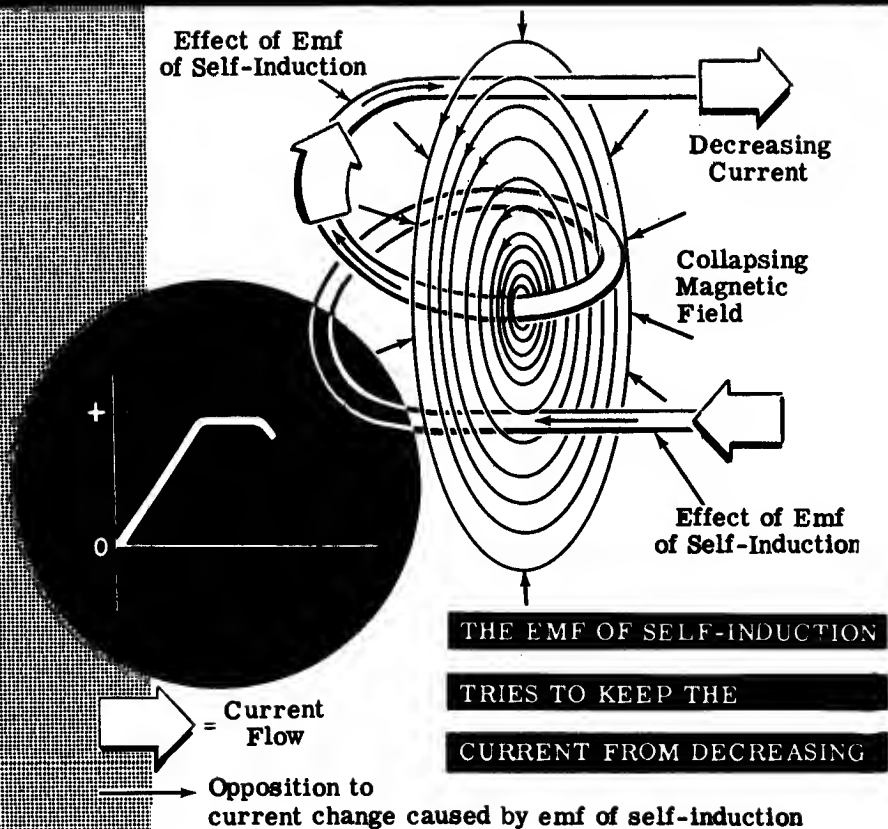 Effect of Emf
of Self-Induction
Decreasing
Current
Collapsing
Magnetic
Field
+
0
Effect of Emf
of Self-Induction
THE EMF OF SELF-INDUCTION
TRIES TO KEEP THE
CURRENT FROM DECREASING
= Current
Flow
Opposition to
current change caused by emf of self-induction